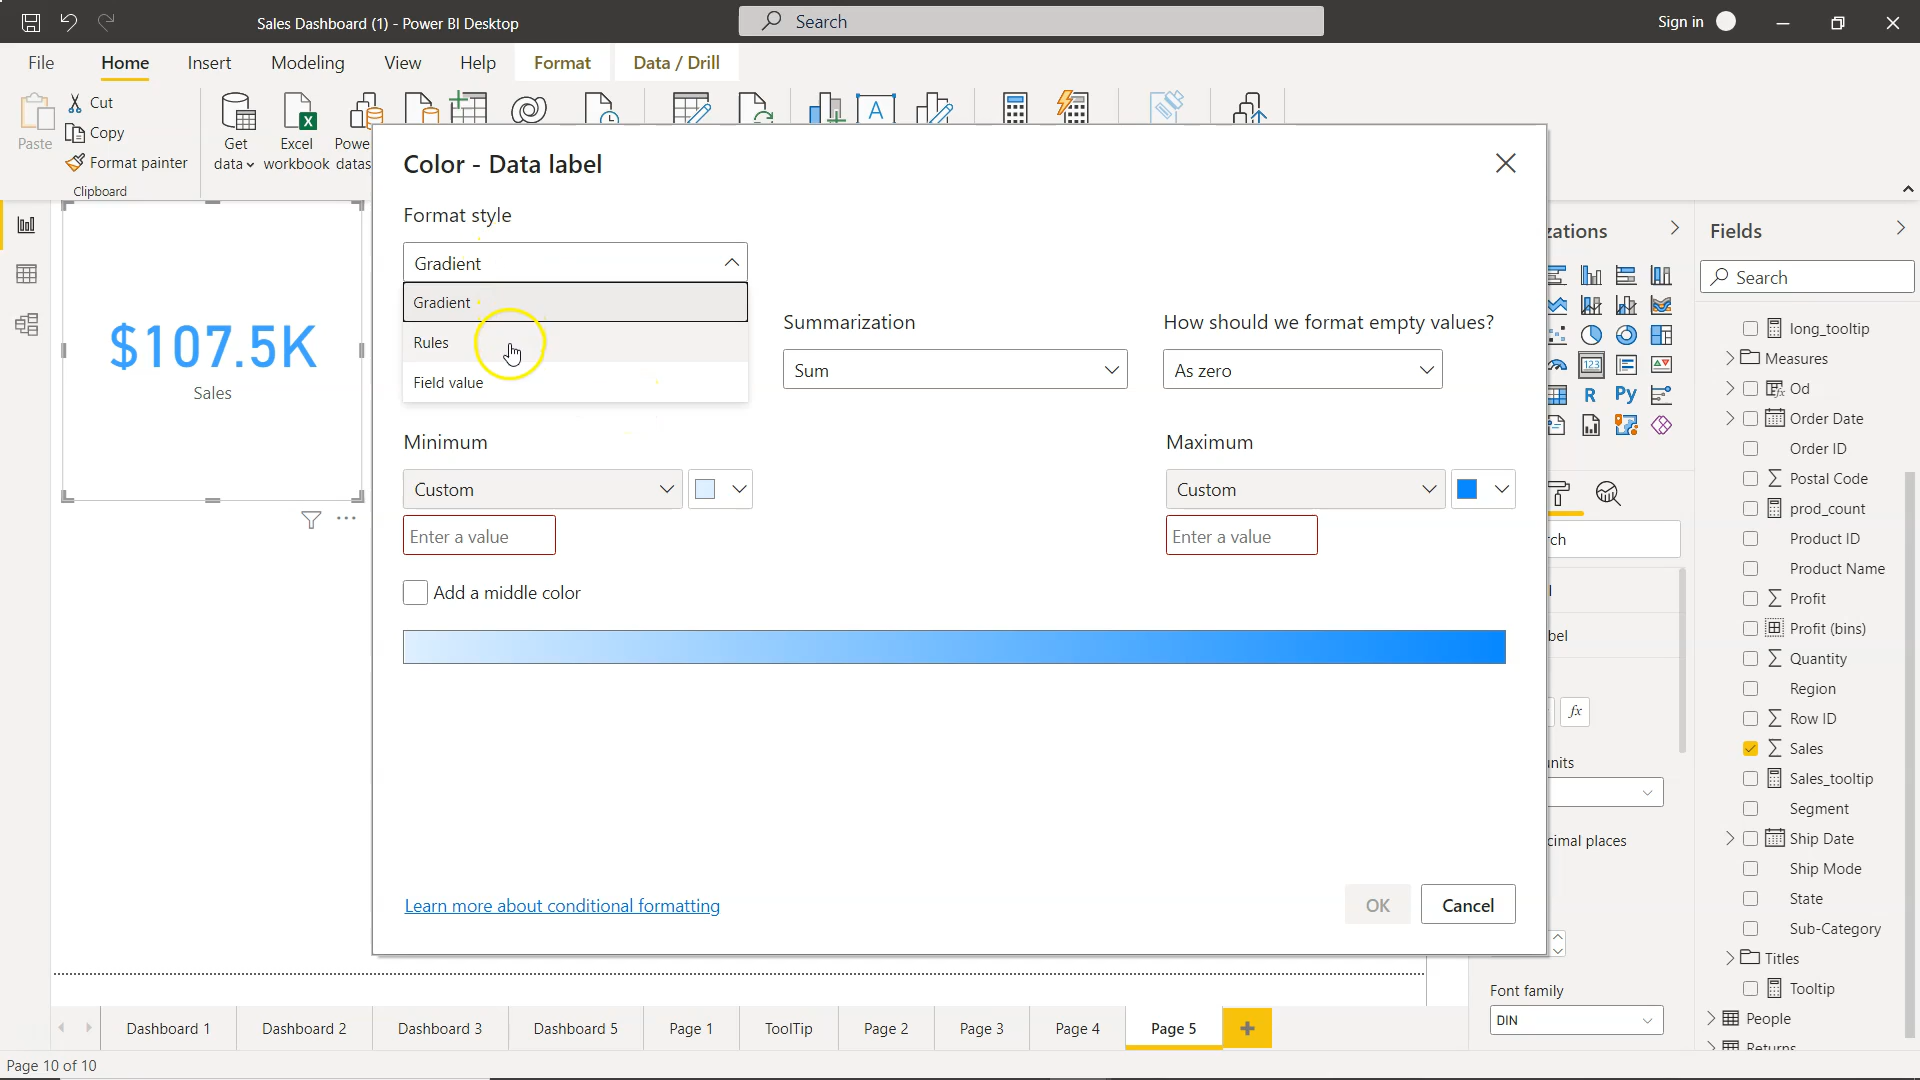 Sales Dashboard (1) - Power BI Desktop
Search
Sign in
File
Home
Insert
Modeling
View
Help
Format
Data / Drill
Paste
Cut
Copy
Format painter
Clipboard
Get
data
Excel
workbook
Powe
datas
Color - Data label
Format style
Gradient
Gradient
Rules
Field value
Summarization
Sum
How should we format empty values?
As zero
Minimum
Custom
Enter a value
Maximum
Custom
Enter a value
Add a middle color
Learn more about conditional formatting
OK
Cancel
$107.5K
Sales
zations
123
R
Py
rch
l
bel
fx
units
cimal places
Font family
DIN
Fields
Search
long_tooltip
Measures
Od
Order Date
Order ID
Postal Code
prod_count
Product ID
Product Name
Profit
Profit (bins)
Quantity
Region
Row ID
Sales
Sales_tooltip
Segment
Ship Date
Ship Mode
State
Sub-Category
Titles
Tooltip
People
Returns
Dashboard 1
Dashboard 2
Dashboard 3
Dashboard 5
Page 1
ToolTip
Page 2
Page 3
Page 4
Page 5
Page 10 of 10